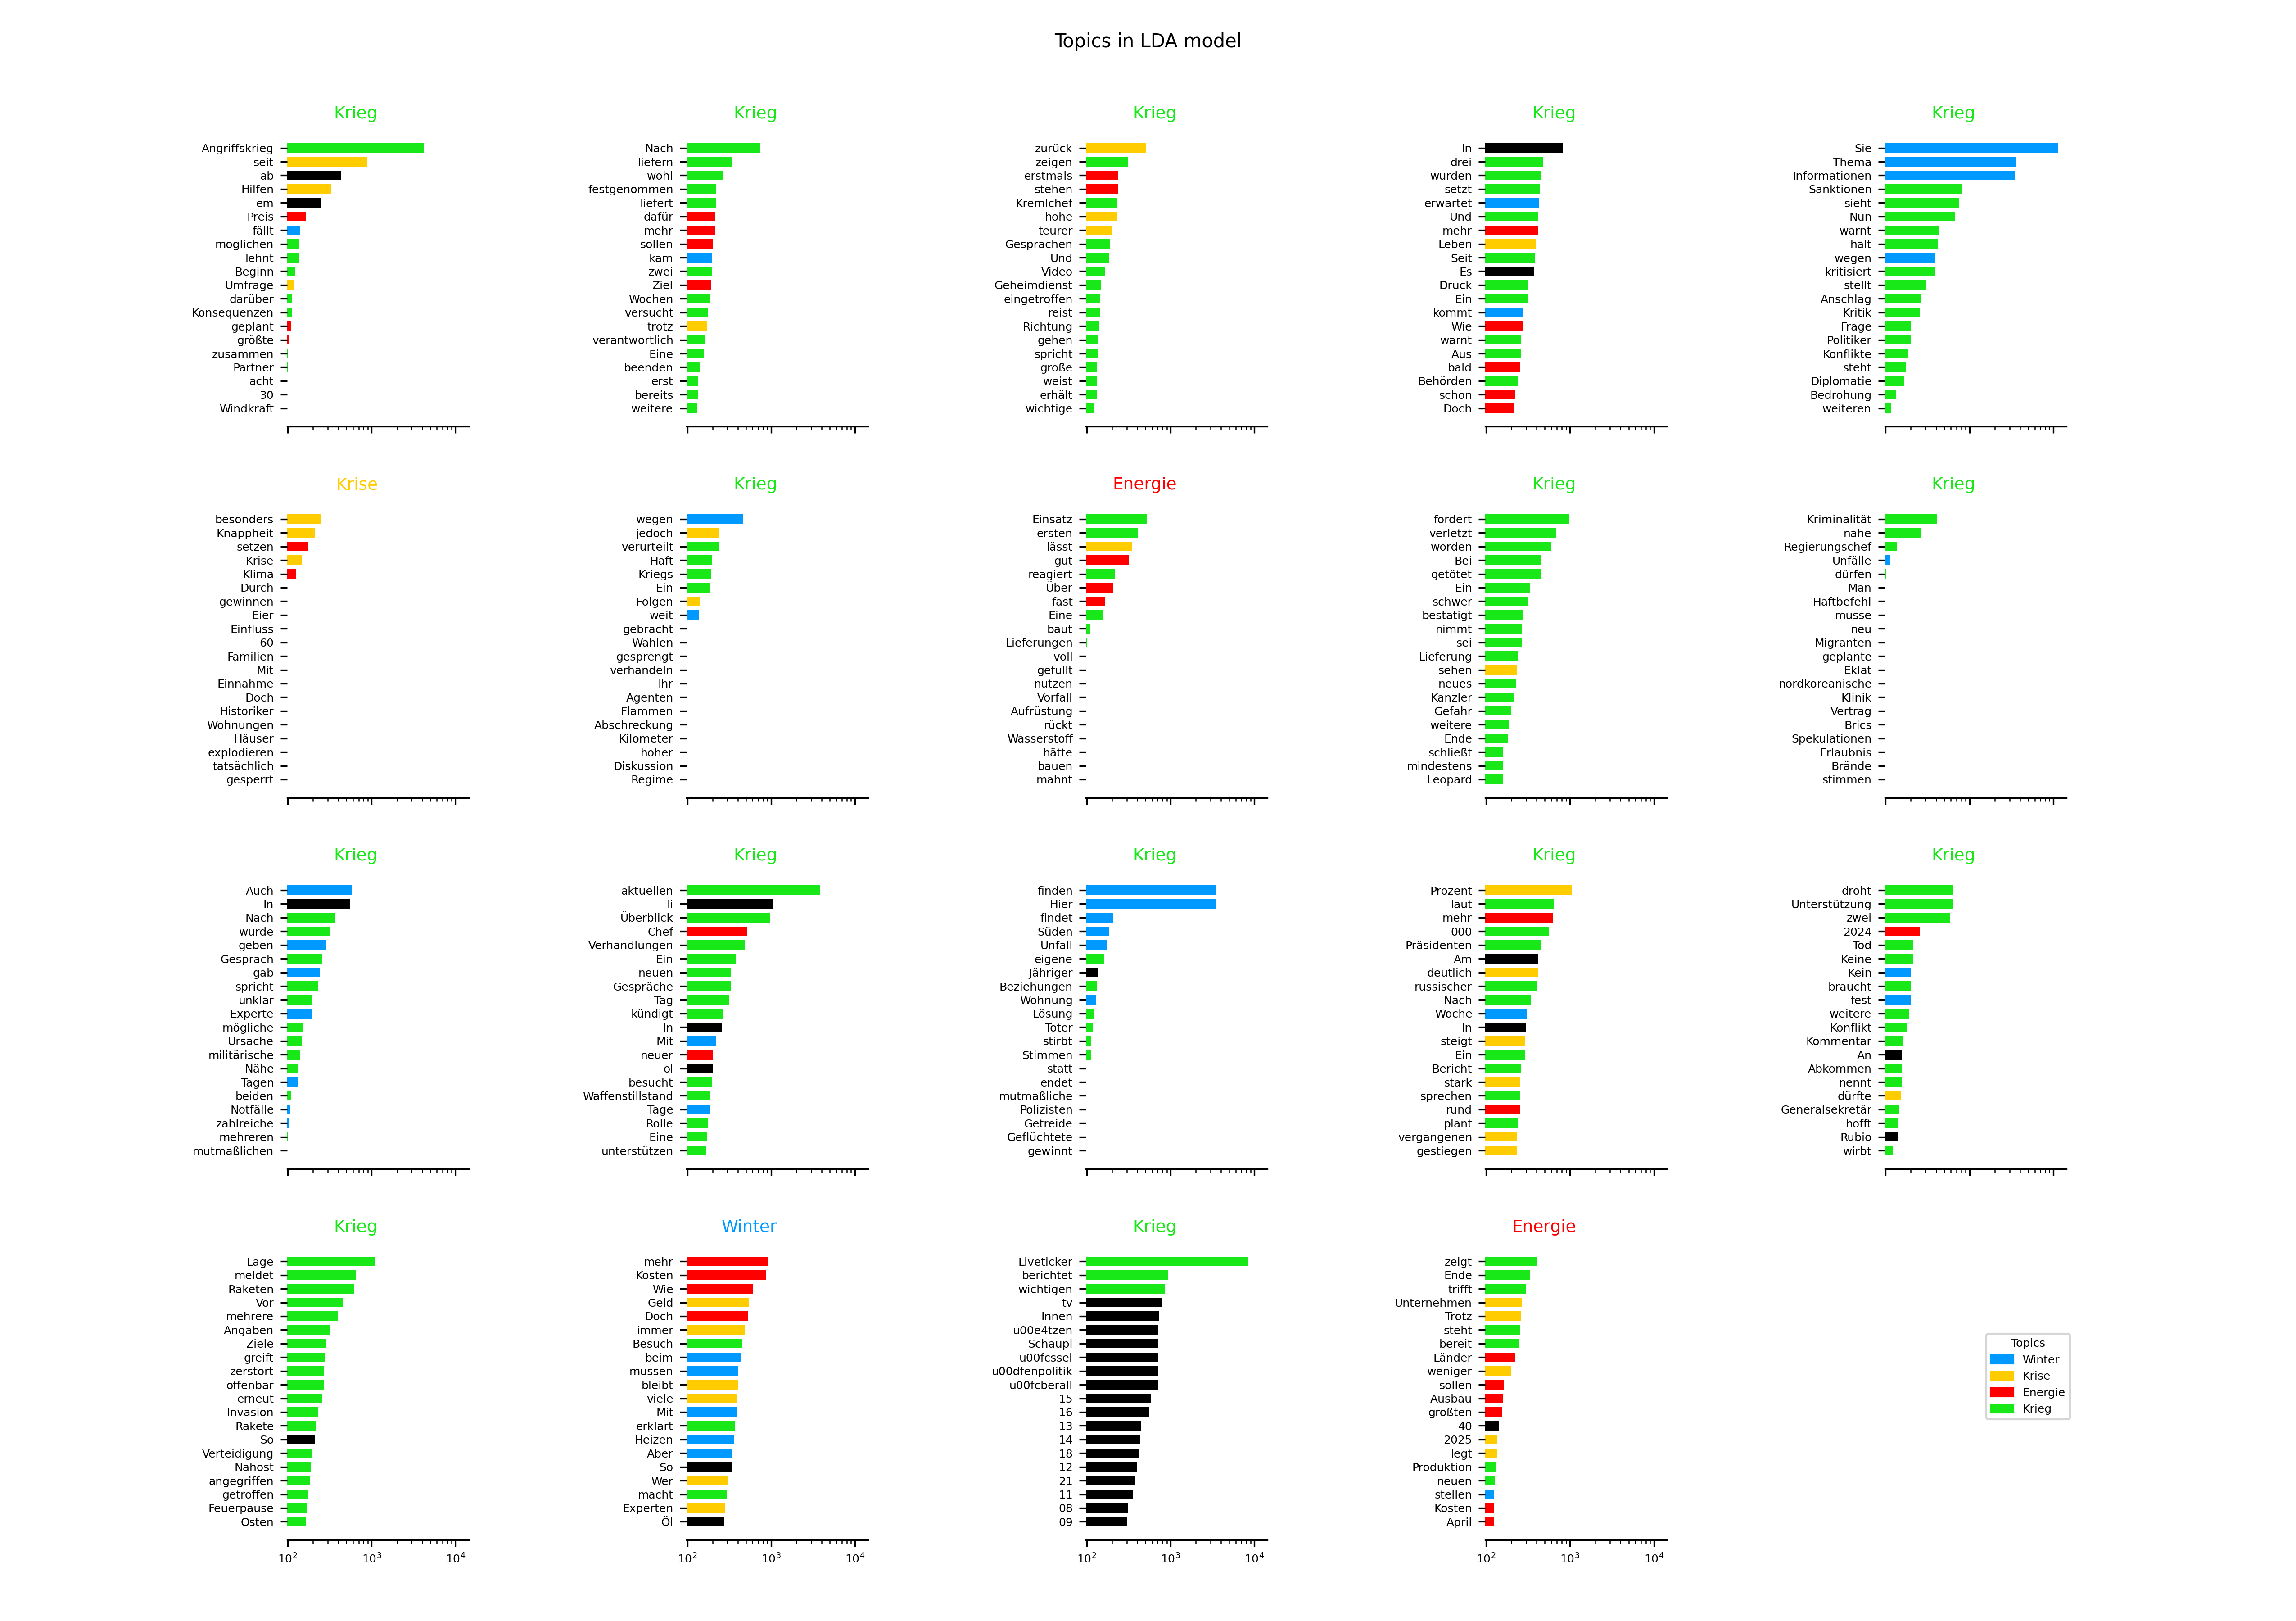 Topics in LDA model
Krieg
Angriffskrieg
seit
ab
Hilfen
em
Preis
fällt
möglichen
lehnt
Beginn
Umfrage
darüber
Konsequenzen
geplant
größte
zusammen
Partner
acht
30
Windkraft
Krieg
Nach
liefern
wohl
festgenommen
liefert
dafür
mehr
sollen
kam
zwei
Ziel
Wochen
versucht
trotz
verantwortlich
Eine
beenden
erst
bereits
weitere
Krieg
zurück
zeigen
erstmals
stehen
Kremlchef
hohe
teurer
Gesprächen
Und
Video
Geheimdienst
eingetroffen
reist
Richtung
gehen
spricht
große
weist
erhält
wichtige
Krieg
In
drei
wurden
setzt
erwartet
Und
mehr
Leben
Seit
Es
Druck
Ein
kommt
Wie
warnt
Aus
bald
Behörden
schon
Doch
Krieg
Sie
Thema
Informationen
Sanktionen
sieht
Nun
warnt
hält
wegen
kritisiert
stellt
Anschlag
Kritik
Frage
Politiker
Konflikte
steht
Diplomatie
Bedrohung
weiteren
Krise
besonders
Knappheit
setzen
Krise
Klima
Durch
gewinnen
Eier
Einfluss
60
Familien
Mit
Einnahme
Doch
Historiker
Wohnungen
Häuser
explodieren
tatsächlich
gesperrt
Krieg
wegen
jedoch
verurteilt
Haft
Kriegs
Ein
Folgen
weit
gebracht
Wahlen
gesprengt
verhandeln
Ihr
Agenten
Flammen
Abschreckung
Kilometer
hoher
Diskussion
Regime
Energie
Einsatz
ersten
lässt
gut
reagiert
Über
fast
Eine
baut
Lieferungen
voll
gefüllt
nutzen
Vorfall
Aufrüstung
rückt
Wasserstoff
hätte
bauen
mahnt
Krieg
fordert
verletzt
worden
Bei
getötet
Ein
schwer
bestätigt
nimmt
sei
Lieferung
sehen
neues
Kanzler
Gefahr
weitere
Ende
schließt
mindestens
Leopard
Krieg
Kriminalität
nahe
Regierungschef
Unfälle
dürfen
Man
Haftbefehl
müsse
neu
Migranten
geplante
Eklat
nordkoreanische
Klinik
Vertrag
Brics
Spekulationen
Erlaubnis
Brände
stimmen
Krieg
Auch
In
Nach
wurde
geben
Gespräch
gab
spricht
unklar
Experte
mögliche
Ursache
militärische
Nähe
Tagen
beiden
Notfälle
zahlreiche
mehreren
mutmaßlichen
Krieg
aktuellen
li
Überblick
Chef
Verhandlungen
Ein
neuen
Gespräche
Tag
kündigt
In
Mit
neuer
ol
besucht
Waffenstillstand
Tage
Rolle
Eine
unterstützen
Krieg
finden
Hier
findet
Süden
Unfall
eigene
Jähriger
Beziehungen
Wohnung
Lösung
Toter
stirbt
Stimmen
statt
endet
mutmaßliche
Polizisten
Getreide
Geflüchtete
gewinnt
Krieg
Prozent
laut
mehr
000
Präsidenten
Am
deutlich
russischer
Nach
Woche
In
steigt
Ein
Bericht
stark
sprechen
rund
plant
vergangenen
gestiegen
Krieg
droht
Unterstützung
zwei
2024
Tod
Keine
Kein
braucht
fest
weitere
Konflikt
Kommentar
An
Abkommen
nennt
dürfte
Generalsekretär
hofft
Rubio
wirbt
Krieg
Lage
meldet
Raketen
Vor
mehrere
Angaben
Ziele
greift
zerstört
offenbar
erneut
Invasion
Rakete
So
Verteidigung
Nahost
angegriffen
getroffen
Feuerpause
Osten
10² 10³ 10⁴
Winter
mehr
Kosten
Wie
Geld
Doch
immer
Besuch
beim
müssen
bleibt
viele
Mit
erklärt
Heizen
Aber
So
Wer
macht
Experten
Öl
10² 10³ 10⁴
Krieg
Liveticker
berichtet
wichtigen
tv
Innen
u00e4tzen
Schaupl
u00fcssel
u00dfenpolitik
u00fcberall
15
16
13
14
18
12
21
11
08
09
10² 10³ 10⁴
Energie
zeigt
Ende
trifft
Unternehmen
Trotz
steht
bereit
Länder
weniger
sollen
Ausbau
größten
40
2025
legt
Produktion
neuen
stellen
Kosten
April
10² 10³ 10⁴
Topics
Winter
Krise
Energie
Krieg